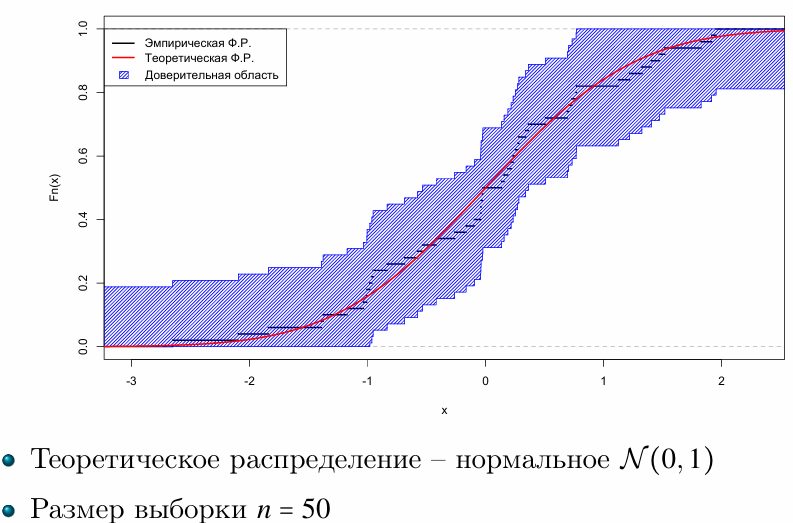 Эмпирическая Ф.Р.
Теоретическая Ф.Р.
Доверительная область
Fn(x)
1.0
0.8
0.6
0.4
0.2
0.0
-3 -2 -1 0 1 2
x
Теоретическое распределение – нормальное 𝒩(0,1)
Размер выборки n = 50